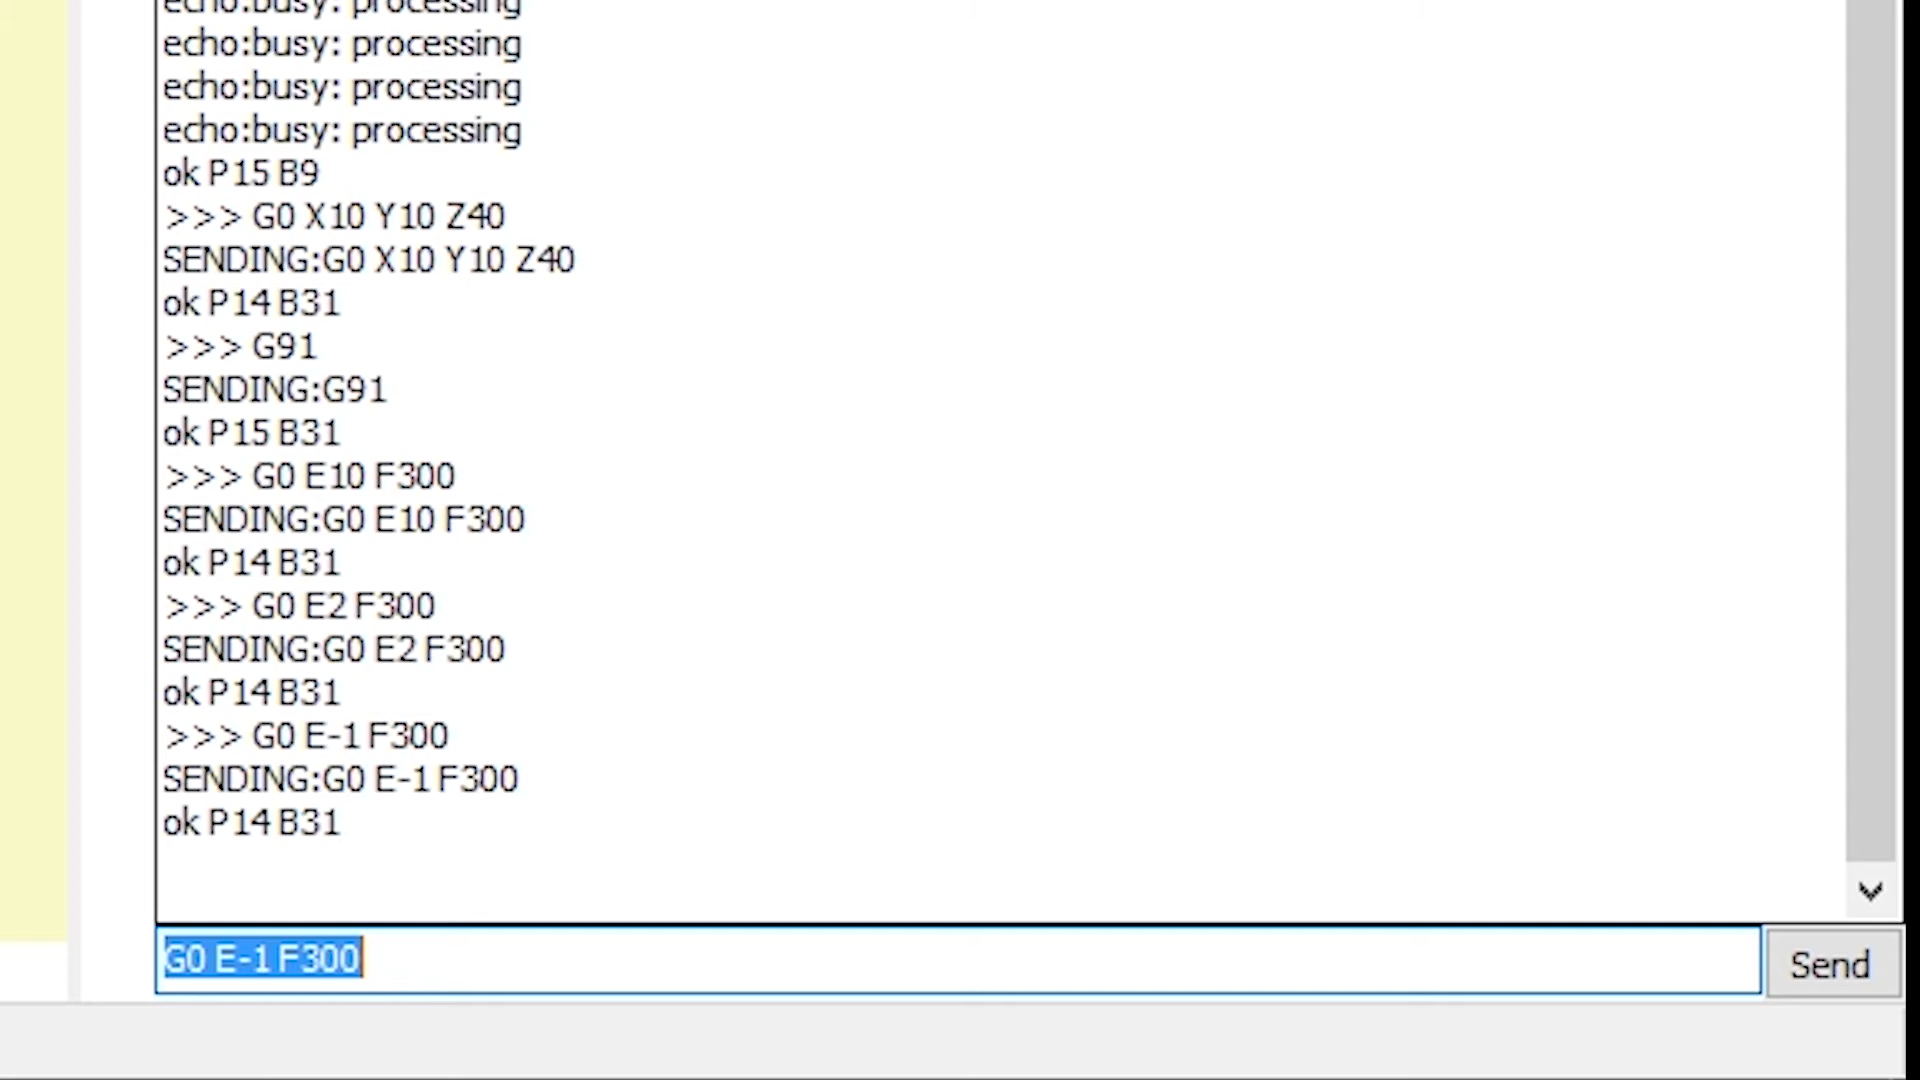 echo:busy: processing
echo:busy: processing
echo:busy: processing
echo:busy: processing
ok P15 B9
>>> G0 X10 Y10 Z40
SENDING:G0 X10 Y10 Z40
ok P14 B31
>>> G91
SENDING:G91
ok P15 B31
>>> G0 E10 F300
SENDING:G0 E10 F300
ok P14 B31
>>> G0 E2 F300
SENDING:G0 E2 F300
ok P14 B31
>>> G0 E-1 F300
SENDING:G0 E-1 F300
ok P14 B31
G0 E-1 F300
Send